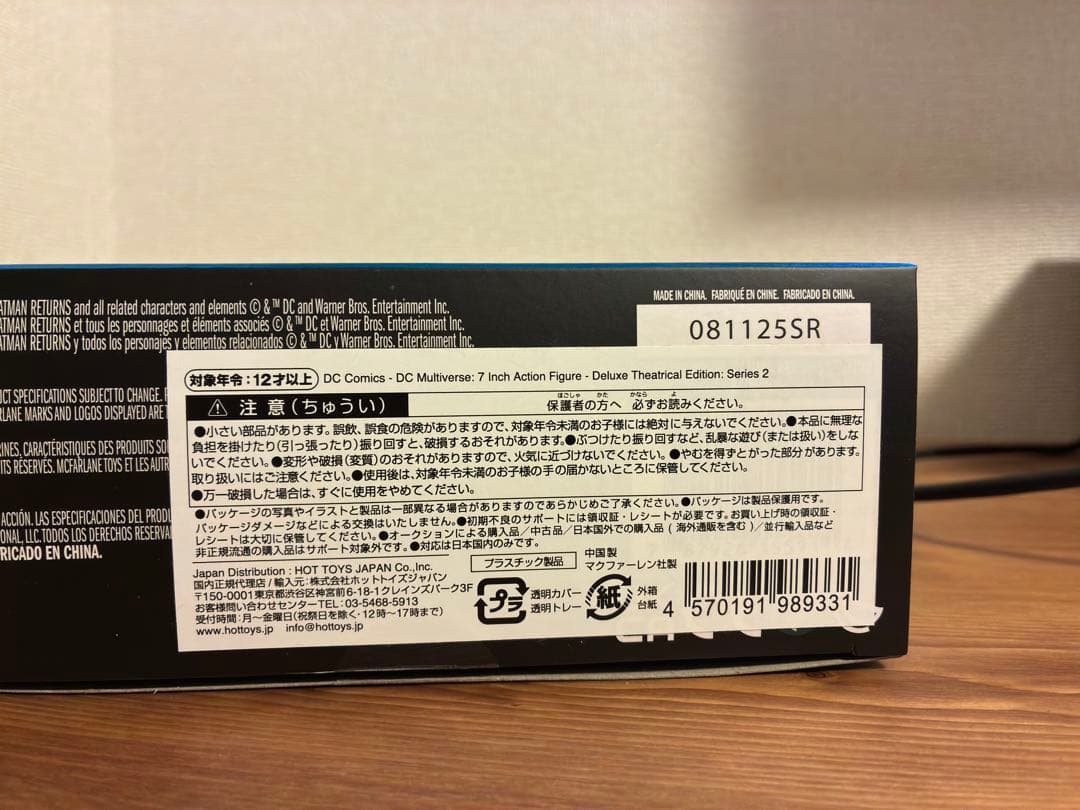 ATMAN RETURNS and all related characters and elements © & ™ DC and Warner Bros. Entertainment Inc.
ATMAN RETURNS et tous les personnages et éléments associés © & ™ DC et Warner Bros. Entertainment Inc.
ATMAN RETURNS y todos los personajes y elementos relacionados © & ™ DC y Warner Bros. Entertainment Inc.
MADE IN CHINA. FABRIQUÉ EN CHINE. FABRICADO EN CHINA.
081125SR
UCT SPECIFICATIONS SUBJECT TO CHANGE.
RLANE MARKS AND LOGOS DISPLAYED ARE
RINES, CARACTÉRISTIQUES DES PRODUITS
TS RÉSERVÉS. MCFARLANE TOYS ET LES AUTR
ACCIÓN. LAS ESPECIFICACIONES DEL
ONAL, LLC. TODOS LOS DERECHOS
RICADO EN CHINA.
対象年令:12才以上 DC Comics - DC Multiverse: 7 Inch Action Figure - Deluxe Theatrical Edition: Series 2
⚠ 注意(ちゅうい) 保護者の方へ 必ずお読みください。
●小さい部品があります。誤飲、誤食の危険がありますので、対象年令未満のお子様には絶対に与えないでください。●本品に無理な
負担を掛けたり(引っ張ったり)振り回すと、破損するおそれがあります。●ぶつけたり振り回すなど、乱暴な遊び(または扱い)をしな
いでください。●変形や破損(変質)のおそれがありますので、火気に近づけないでください。●やむを得ずとがった部分があります。
取り扱いにはご注意ください。●使用後は、対象年令未満のお子様の手の届かないところに保管してください。
●万一破損した場合は、すぐに使用をやめてください。
●パッケージの写真やイラストと製品は一部異なる場合がありますのであらかじめご了承ください。●パッケージは製品保護用です。
パッケージダメージなどによる交換はいたしません。●初期不良のサポートには領収証・レシートが必要です。お買い上げ時の領収証・
レシートは大切に保管してください。●オークションによる購入品/中古品/日本国外での購入品(海外通販を含む)/並行輸入品など
非正規流通の購入品はサポート対象外です。●対応は日本国内のみです。
Japan Distribution : HOT TOYS JAPAN Co.,Inc.
国内正規代理店/輸入元:株式会社ホットトイズジャパン
〒150-0001東京都渋谷区神宮前6-18-1クレインズパーク3F
お客様問い合わせセンターTEL:03-5468-5913
受付時間:月〜金曜日(祝祭日を除く・12時〜17時まで)
www.hottoys.jp info@hottoys.jp
プラスチック製品
中国製
マクファーレン社製
プラ
透明カバー
透明トレー
紙
外箱
台紙
4 570191 989331